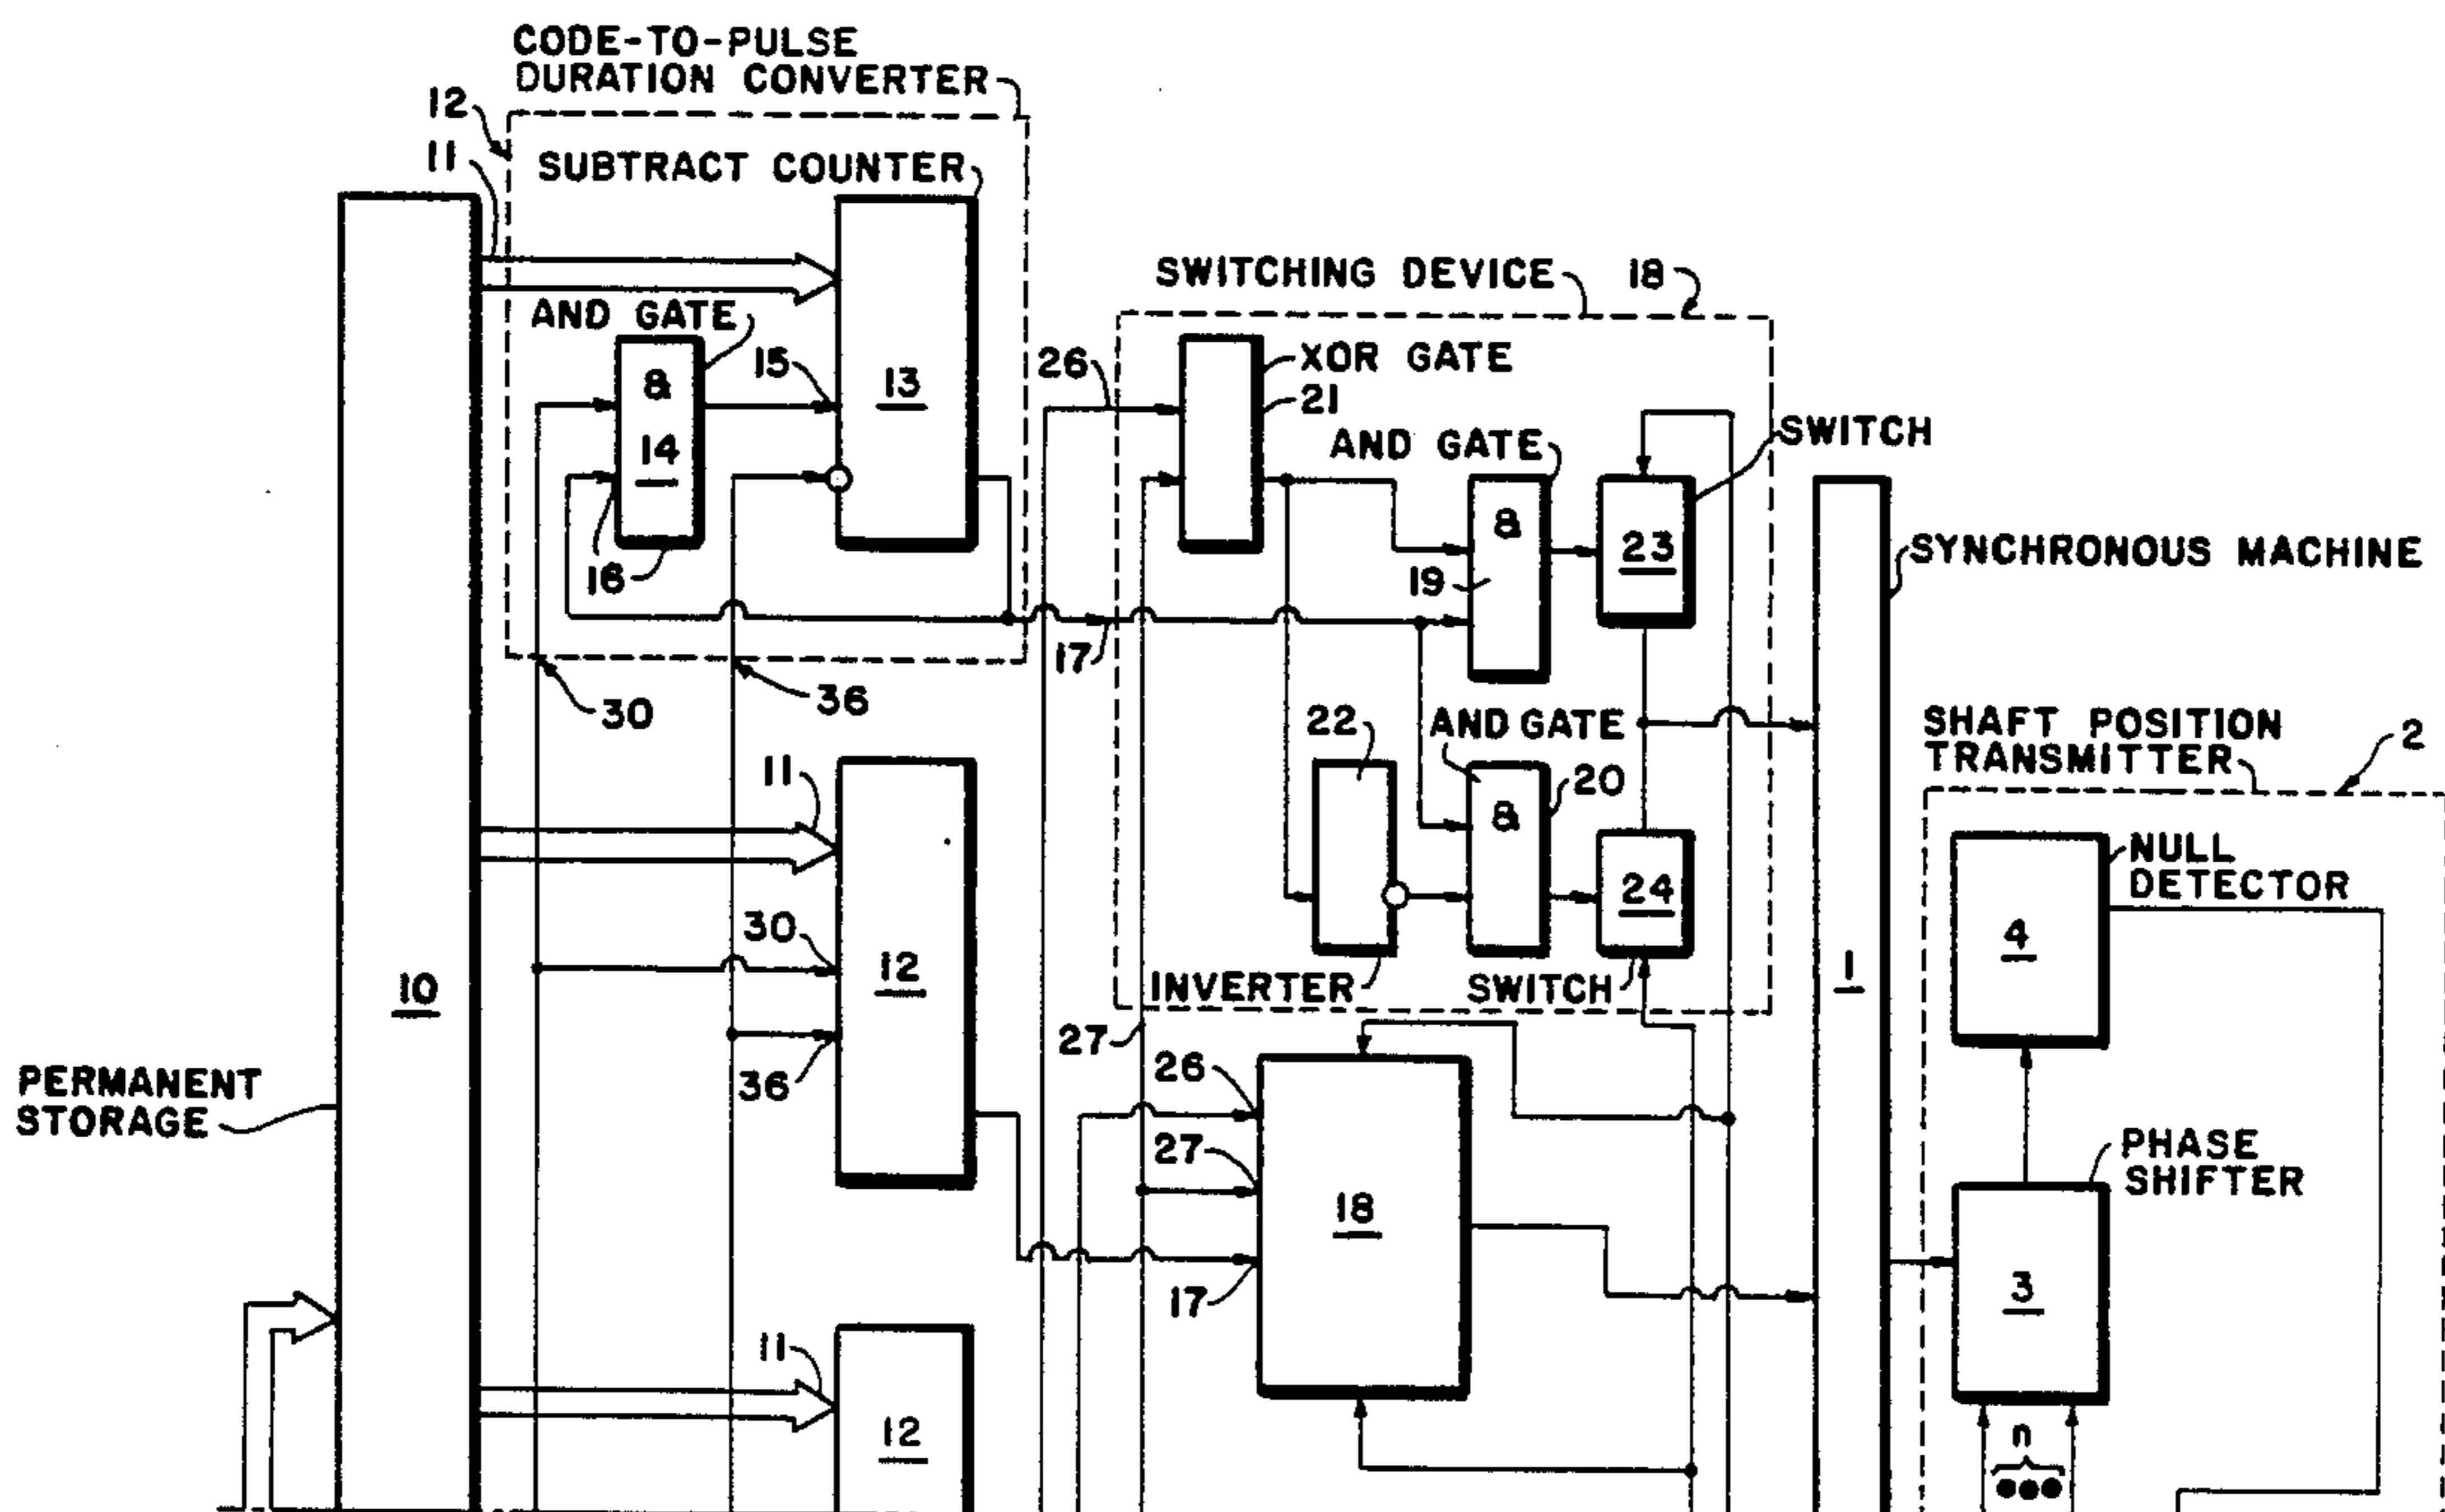 CODE-TO-PULSE
DURATION CONVERTER
12
11
SUBTRACT COUNTER
SWITCHING DEVICE
18
AND GATE
26
XOR GATE
15
&
13
21
14
AND GATE
SWITCH
&
23
SYNCHRONOUS MACHINE
16
19
17
30
36
22
AND GATE
SHAFT POSITION
TRANSMITTER
2
11
20
&
NULL
DETECTOR
24
30
4
12
10
1
INVERTER
SWITCH
27
36
26
PERMANENT
STORAGE
27
PHASE
SHIFTER
18
3
17
11
12
n